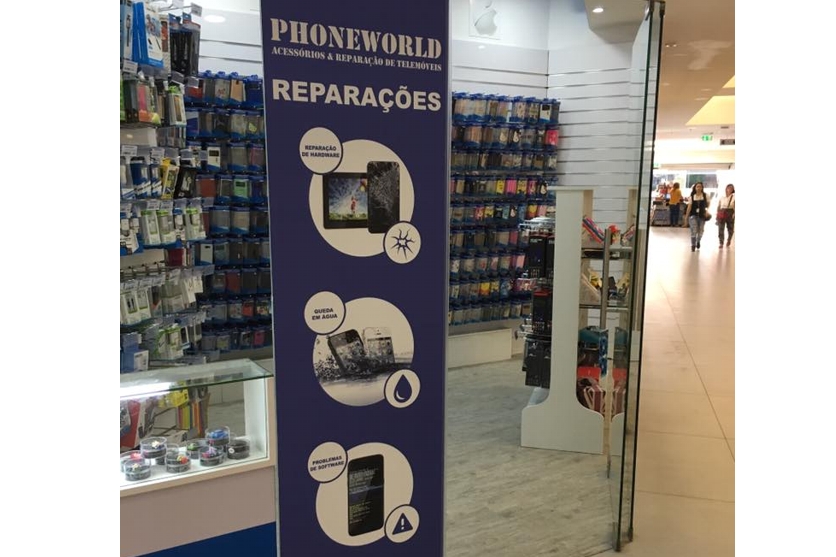 PHONEWORLD
ACESSÓRIOS & REPARAÇÃO DE TELEMÓVEIS
REPARAÇÕES
REPARAÇÃO
DE HARDWARE
QUEDA
EM ÁGUA
PROBLEMAS
DE SOFTWARE